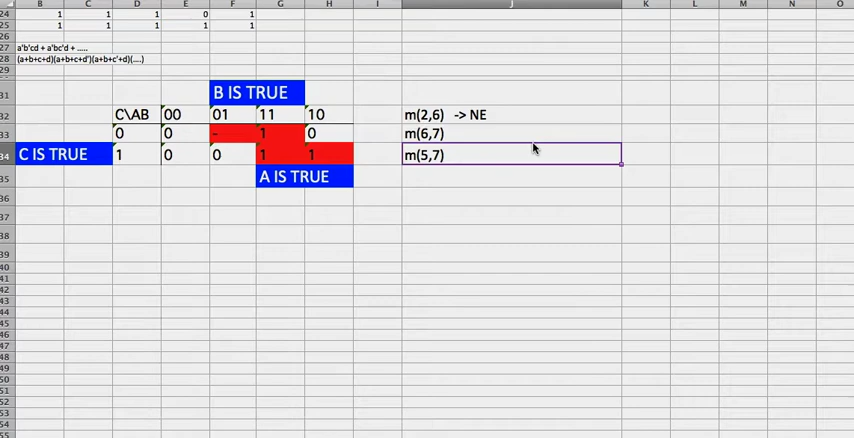 B C D E F G H I J K L M N O
24 1 1 1 0 1
25 1 1 1 1 1
26
27 a'b'cd + a'bc'd + .....
28 (a+b+c+d)(a+b+c+d')(a+b+c'+d)(....)
29
31 B IS TRUE
32 C\AB 00 01 11 10 m(2,6) -> NE
33 0 0 - 1 0 m(6,7)
34 C IS TRUE 1 0 0 1 1 m(5,7)
35 A IS TRUE
36
37
38
39
40
41
42
43
44
45
46
47
48
49
50
51
52
53
54
55